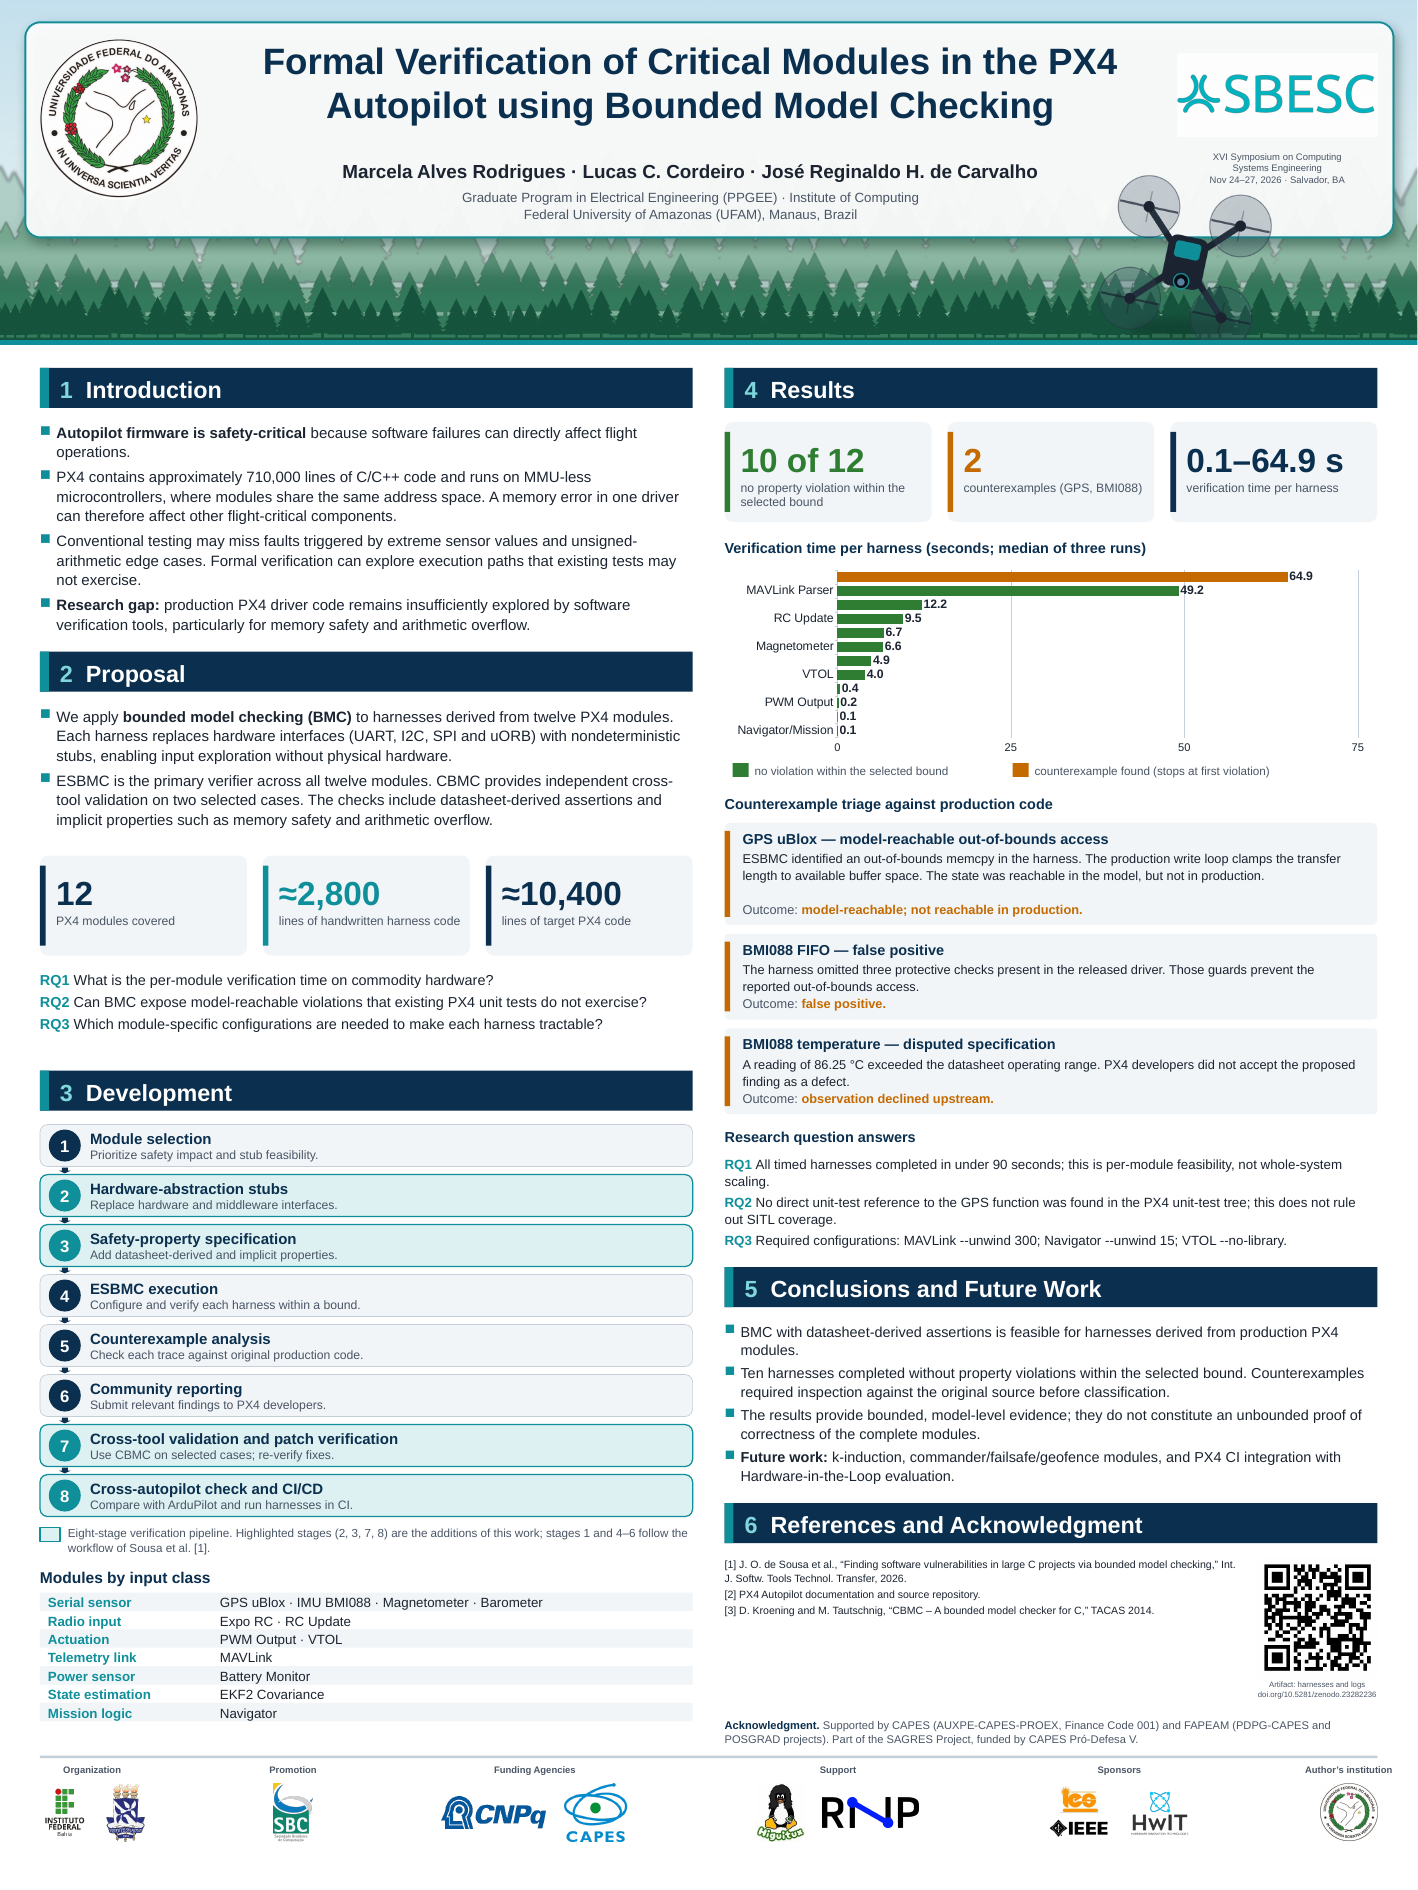 UNIVERSIDADE FEDERAL DO AMAZONAS
IN UNIVERSA SCIENTIA VERITAS
Formal Verification of Critical Modules in the PX4
Autopilot using Bounded Model Checking
Marcela Alves Rodrigues · Lucas C. Cordeiro · José Reginaldo H. de Carvalho
Graduate Program in Electrical Engineering (PPGEE) · Institute of Computing
Federal University of Amazonas (UFAM), Manaus, Brazil
SBESC
XVI Symposium on Computing
Systems Engineering
Nov 24–27, 2026 · Salvador, BA
1 Introduction
Autopilot firmware is safety-critical because software failures can directly affect flight
operations.
PX4 contains approximately 710,000 lines of C/C++ code and runs on MMU-less
microcontrollers, where modules share the same address space. A memory error in one driver
can therefore affect other flight-critical components.
Conventional testing may miss faults triggered by extreme sensor values and unsigned-
arithmetic edge cases. Formal verification can explore execution paths that existing tests may
not exercise.
Research gap: production PX4 driver code remains insufficiently explored by software
verification tools, particularly for memory safety and arithmetic overflow.
2 Proposal
We apply bounded model checking (BMC) to harnesses derived from twelve PX4 modules.
Each harness replaces hardware interfaces (UART, I2C, SPI and uORB) with nondeterministic
stubs, enabling input exploration without physical hardware.
ESBMC is the primary verifier across all twelve modules. CBMC provides independent cross-
tool validation on two selected cases. The checks include datasheet-derived assertions and
implicit properties such as memory safety and arithmetic overflow.
12
PX4 modules covered
≈2,800
lines of handwritten harness code
≈10,400
lines of target PX4 code
RQ1 What is the per-module verification time on commodity hardware?
RQ2 Can BMC expose model-reachable violations that existing PX4 unit tests do not exercise?
RQ3 Which module-specific configurations are needed to make each harness tractable?
3 Development
1 Module selection
Prioritize safety impact and stub feasibility.
2 Hardware-abstraction stubs
Replace hardware and middleware interfaces.
3 Safety-property specification
Add datasheet-derived and implicit properties.
4 ESBMC execution
Configure and verify each harness within a bound.
5 Counterexample analysis
Check each trace against original production code.
6 Community reporting
Submit relevant findings to PX4 developers.
7 Cross-tool validation and patch verification
Use CBMC on selected cases; re-verify fixes.
8 Cross-autopilot check and CI/CD
Compare with ArduPilot and run harnesses in CI.
Eight-stage verification pipeline. Highlighted stages (2, 3, 7, 8) are the additions of this work; stages 1 and 4–6 follow the
workflow of Sousa et al. [1].
Modules by input class
Serial sensor GPS uBlox · IMU BMI088 · Magnetometer · Barometer
Radio input Expo RC · RC Update
Actuation PWM Output · VTOL
Telemetry link MAVLink
Power sensor Battery Monitor
State estimation EKF2 Covariance
Mission logic Navigator
4 Results
10 of 12
no property violation within the
selected bound
2
counterexamples (GPS, BMI088)
0.1–64.9 s
verification time per harness
Verification time per harness (seconds; median of three runs)
64.9
MAVLink Parser 49.2
12.2
RC Update 9.5
6.7
Magnetometer 6.6
4.9
VTOL 4.0
0.4
PWM Output 0.2
0.1
Navigator/Mission 0.1
0 25 50 75
no violation within the selected bound
counterexample found (stops at first violation)
Counterexample triage against production code
GPS uBlox — model-reachable out-of-bounds access
ESBMC identified an out-of-bounds memcpy in the harness. The production write loop clamps the transfer
length to available buffer space. The state was reachable in the model, but not in production.
Outcome: model-reachable; not reachable in production.
BMI088 FIFO — false positive
The harness omitted three protective checks present in the released driver. Those guards prevent the
reported out-of-bounds access.
Outcome: false positive.
BMI088 temperature — disputed specification
A reading of 86.25 °C exceeded the datasheet operating range. PX4 developers did not accept the proposed
finding as a defect.
Outcome: observation declined upstream.
Research question answers
RQ1 All timed harnesses completed in under 90 seconds; this is per-module feasibility, not whole-system
scaling.
RQ2 No direct unit-test reference to the GPS function was found in the PX4 unit-test tree; this does not rule
out SITL coverage.
RQ3 Required configurations: MAVLink --unwind 300; Navigator --unwind 15; VTOL --no-library.
5 Conclusions and Future Work
BMC with datasheet-derived assertions is feasible for harnesses derived from production PX4
modules.
Ten harnesses completed without property violations within the selected bound. Counterexamples
required inspection against the original source before classification.
The results provide bounded, model-level evidence; they do not constitute an unbounded proof of
correctness of the complete modules.
Future work: k-induction, commander/failsafe/geofence modules, and PX4 CI integration with
Hardware-in-the-Loop evaluation.
6 References and Acknowledgment
[1] J. O. de Sousa et al., “Finding software vulnerabilities in large C projects via bounded model checking,” Int.
J. Softw. Tools Technol. Transfer, 2026.
[2] PX4 Autopilot documentation and source repository.
[3] D. Kroening and M. Tautschnig, “CBMC – A bounded model checker for C,” TACAS 2014.
Artifact: harnesses and logs
doi.org/10.5281/zenodo.23282236
Acknowledgment. Supported by CAPES (AUXPE-CAPES-PROEX, Finance Code 001) and FAPEAM (PDPG-CAPES and
POSGRAD projects). Part of the SAGRES Project, funded by CAPES Pró-Defesa V.
Organization
Promotion
Funding Agencies
Support
Sponsors
Author's institution
INSTITUTO
FEDERAL
Bahia
SBC
CNPq
CAPES
Miguitux
RNP
IEEE
HwIT